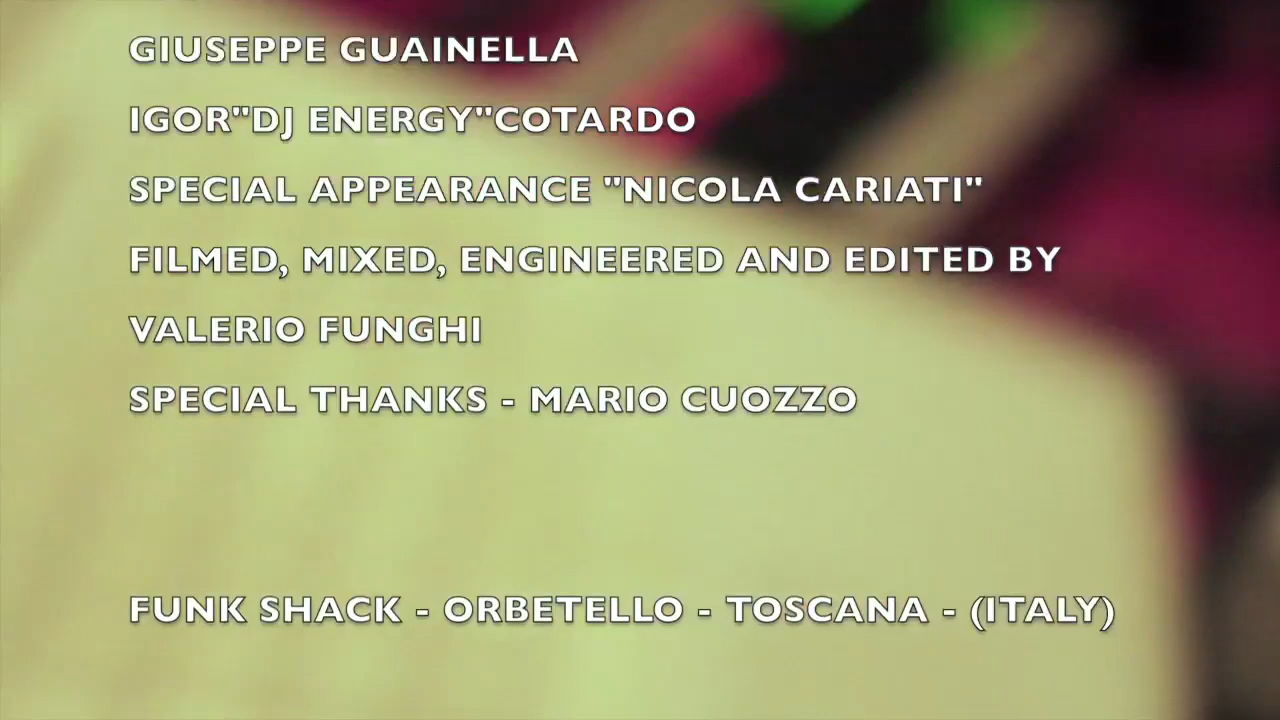 GIUSEPPE GUAINELLA
IGOR"DJ ENERGY"COTARDO
SPECIAL APPEARANCE "NICOLA CARIATI"
FILMED, MIXED, ENGINEERED AND EDITED BY
VALERIO FUNGHI
SPECIAL THANKS - MARIO CUOZZO
FUNK SHACK - ORBETELLO - TOSCANA - (ITALY)